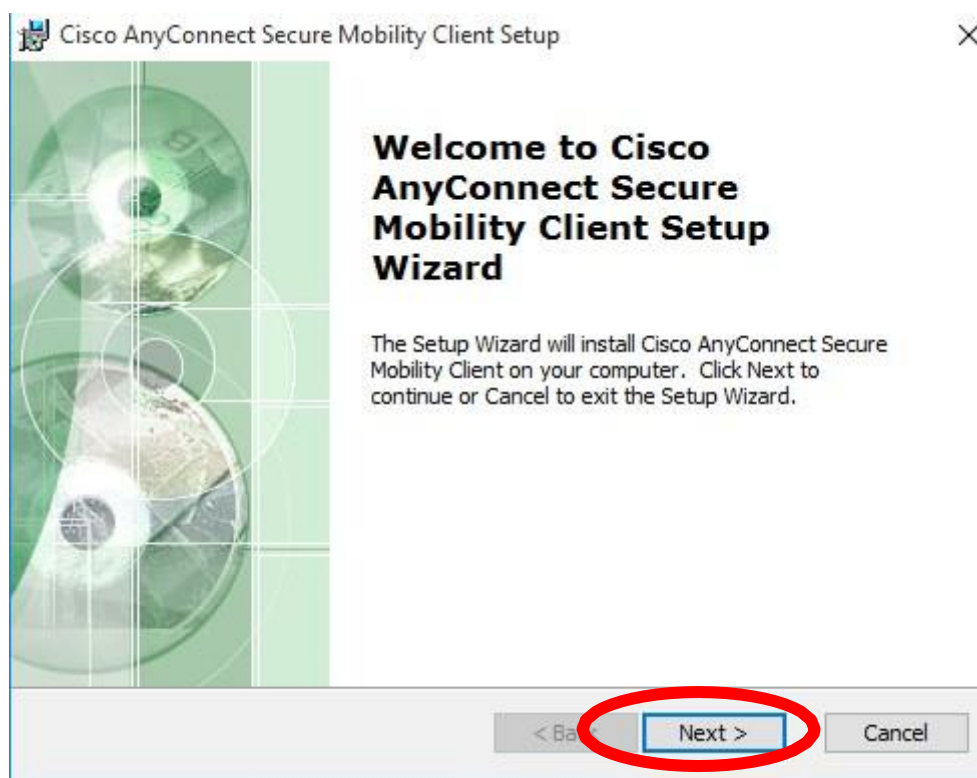 Cisco AnyConnect Secure Mobility Client Setup
Welcome to Cisco
AnyConnect Secure
Mobility Client Setup
Wizard
The Setup Wizard will install Cisco AnyConnect Secure
Mobility Client on your computer. Click Next to
continue or Cancel to exit the Setup Wizard.
< Back Next > Cancel